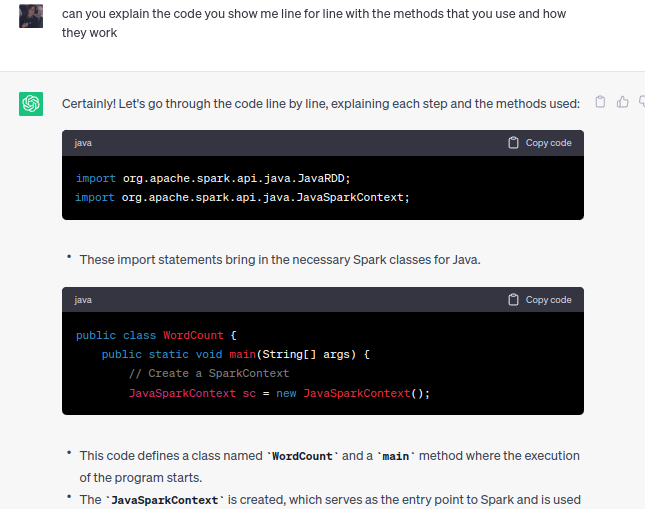 can you explain the code you show me line for line with the methods that you use and how
they work
Certainly! Let's go through the code line by line, explaining each step and the methods used:
java
Copy code
import org.apache.spark.api.java.JavaRDD;
import org.apache.spark.api.java.JavaSparkContext;
• These import statements bring in the necessary Spark classes for Java.
java
Copy code
public class WordCount {
public static void main(String[] args) {
// Create a SparkContext
JavaSparkContext sc = new JavaSparkContext();
• This code defines a class named `WordCount` and a `main` method where the execution
of the program starts.
• The `JavaSparkContext` is created, which serves as the entry point to Spark and is used